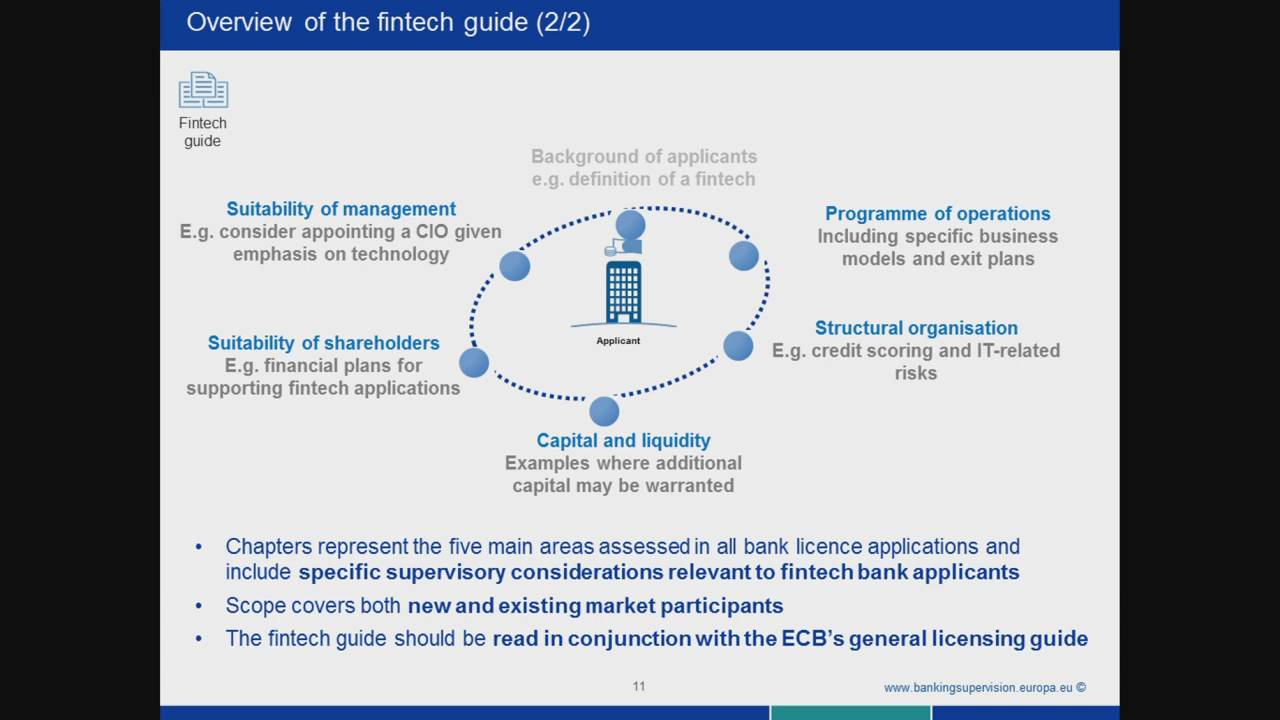 Overview of the fintech guide (2/2)
Fintech
guide
Background of applicants
e.g. definition of a fintech
Suitability of management
E.g. consider appointing a CIO given
emphasis on technology
Programme of operations
Including specific business
models and exit plans
Applicant
Suitability of shareholders
E.g. financial plans for
supporting fintech applications
Structural organisation
E.g. credit scoring and IT-related
risks
Capital and liquidity
Examples where additional
capital may be warranted
• Chapters represent the five main areas assessed in all bank licence applications and
include specific supervisory considerations relevant to fintech bank applicants
• Scope covers both new and existing market participants
• The fintech guide should be read in conjunction with the ECB's general licensing guide
11
www.bankingsupervision.europa.eu ©